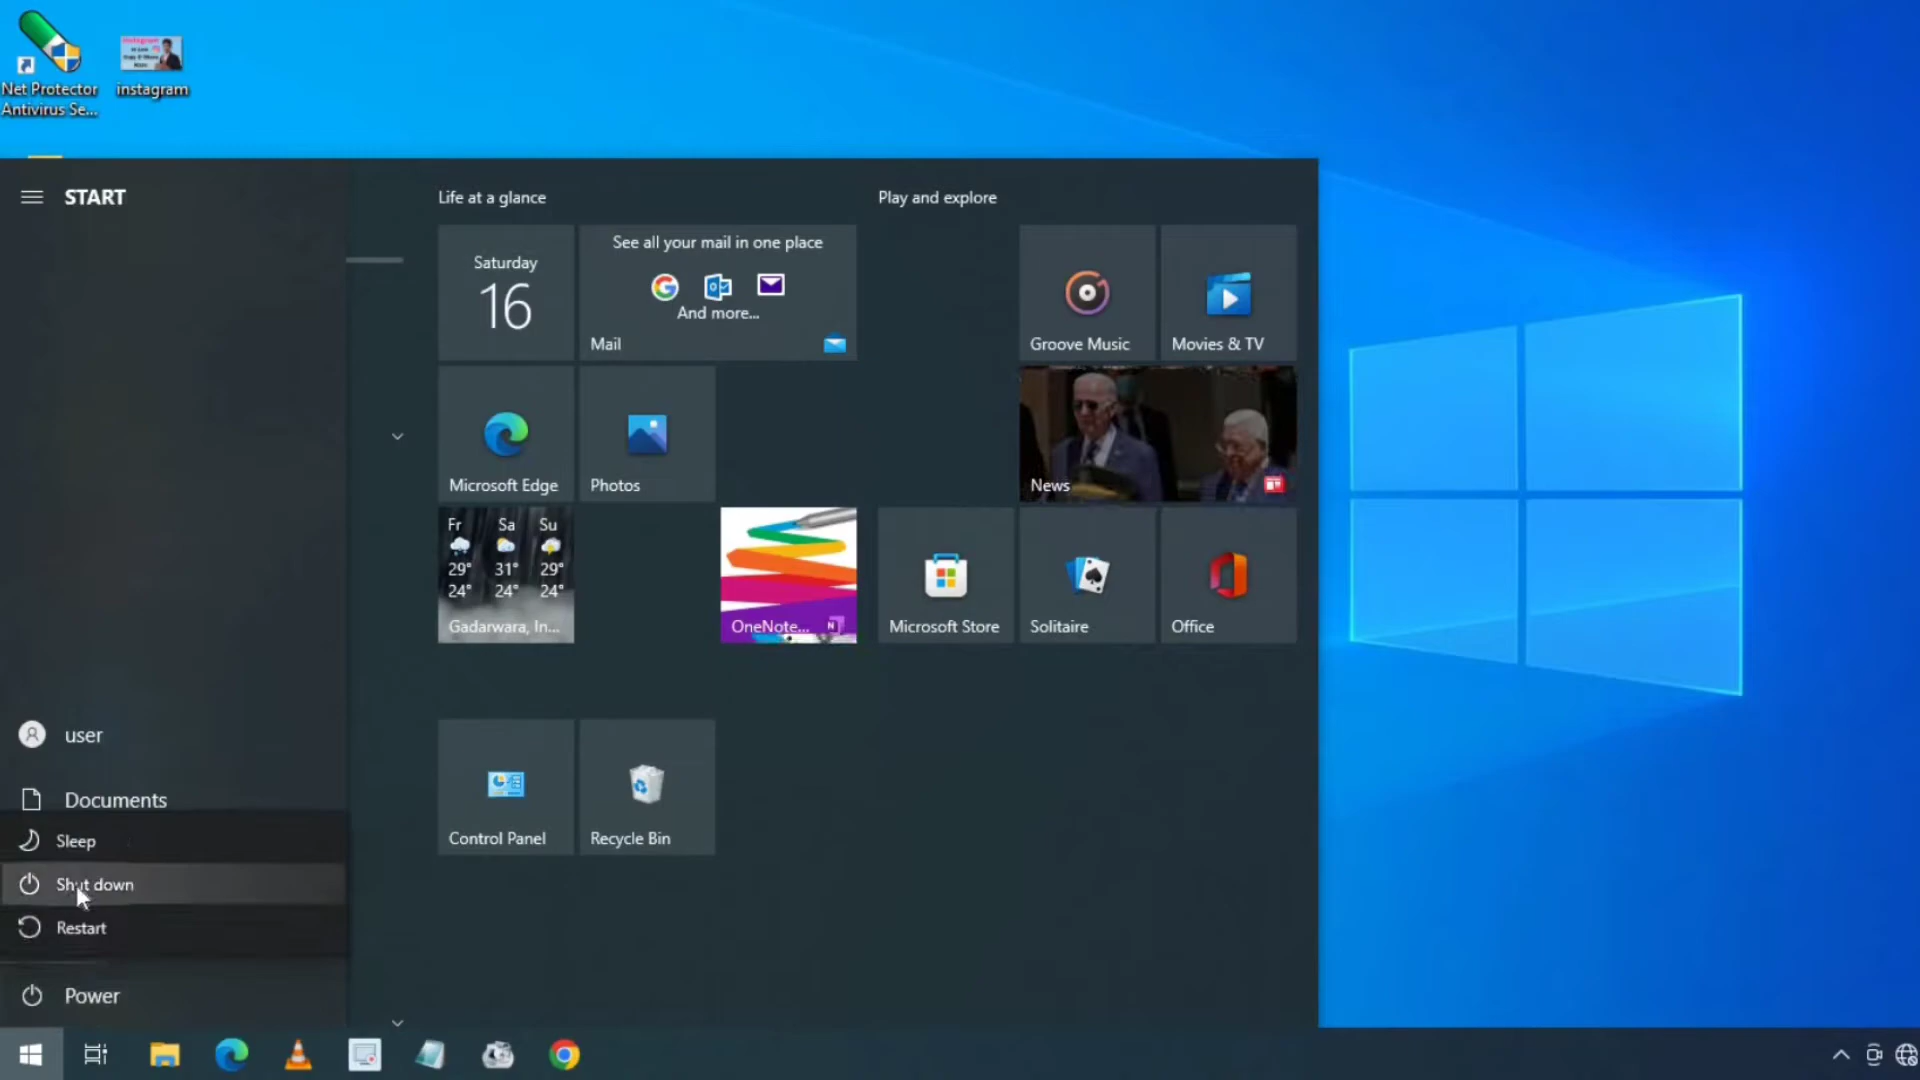 Net Protector
Antivirus Se...
instagram
START
Life at a glance
Play and explore
Saturday
16
See all your mail in one place
And more...
Mail
Groove Music
Movies & TV
Microsoft Edge
Photos
News
Fr Sa Su
29° 31° 29°
24° 24° 24°
Gadarwara, In...
OneNote...
Microsoft Store
Solitaire
Office
user
Documents
Sleep
Shut down
Restart
Control Panel
Recycle Bin
Power